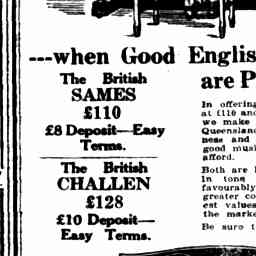 ---when Good Englis
are P
The British
SAMES
£110
£8 Deposit—Easy
Terms.
The British
CHALLEN
£128
£10 Deposit—
Easy Terms.
In offering
at £110 and
we make
Queensland
ness and
good musi
afford.
Both are
in tone
favourably
greater co
est values
the marke
Be sure t